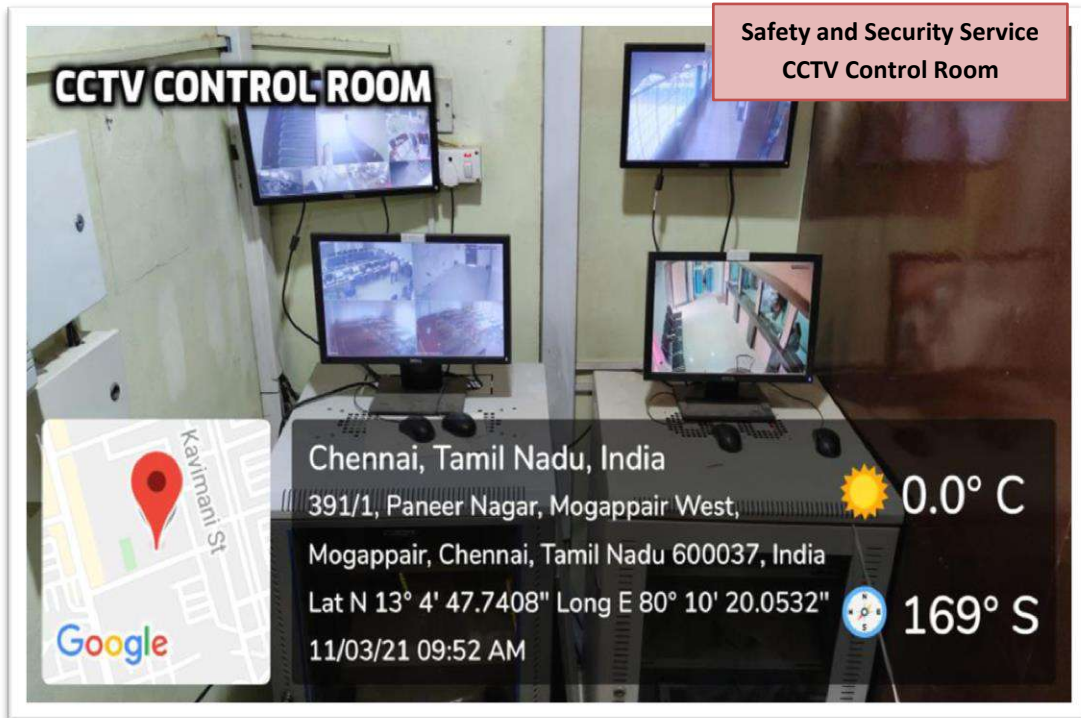 Safety and Security Service
CCTV Control Room
CCTV CONTROL ROOM
Kavimani St
Google
Chennai, Tamil Nadu, India
391/1, Paneer Nagar, Mogappair West,
Mogappair, Chennai, Tamil Nadu 600037, India
Lat N 13° 4' 47.7408" Long E 80° 10' 20.0532"
11/03/21 09:52 AM
0.0° C
169° S